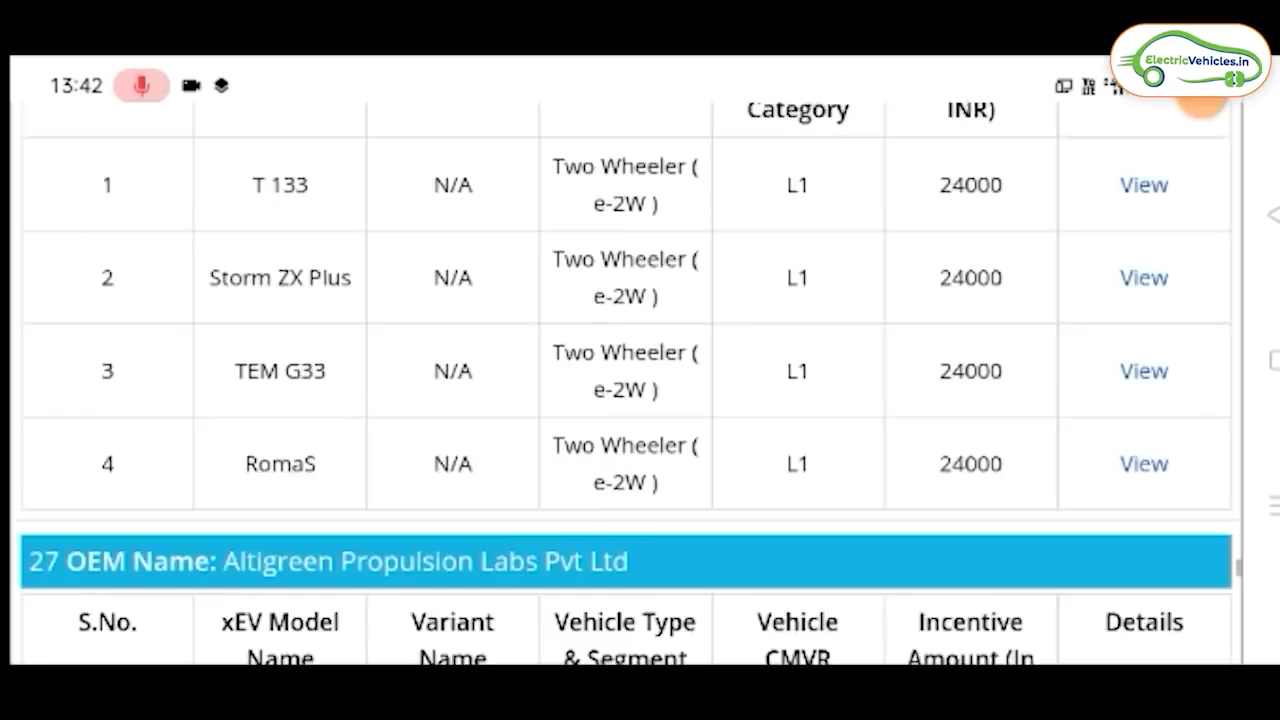 ElectricVehicles.in
13:42
Category INR)
1 T 133 N/A Two Wheeler ( e-2W ) L1 24000 View
2 Storm ZX Plus N/A Two Wheeler ( e-2W ) L1 24000 View
3 TEM G33 N/A Two Wheeler ( e-2W ) L1 24000 View
4 RomaS N/A Two Wheeler ( e-2W ) L1 24000 View
27 OEM Name: Altigreen Propulsion Labs Pvt Ltd
S.No. xEV Model Variant Vehicle Type Vehicle Incentive Details
Name Name & Segment CMVR Amount (In